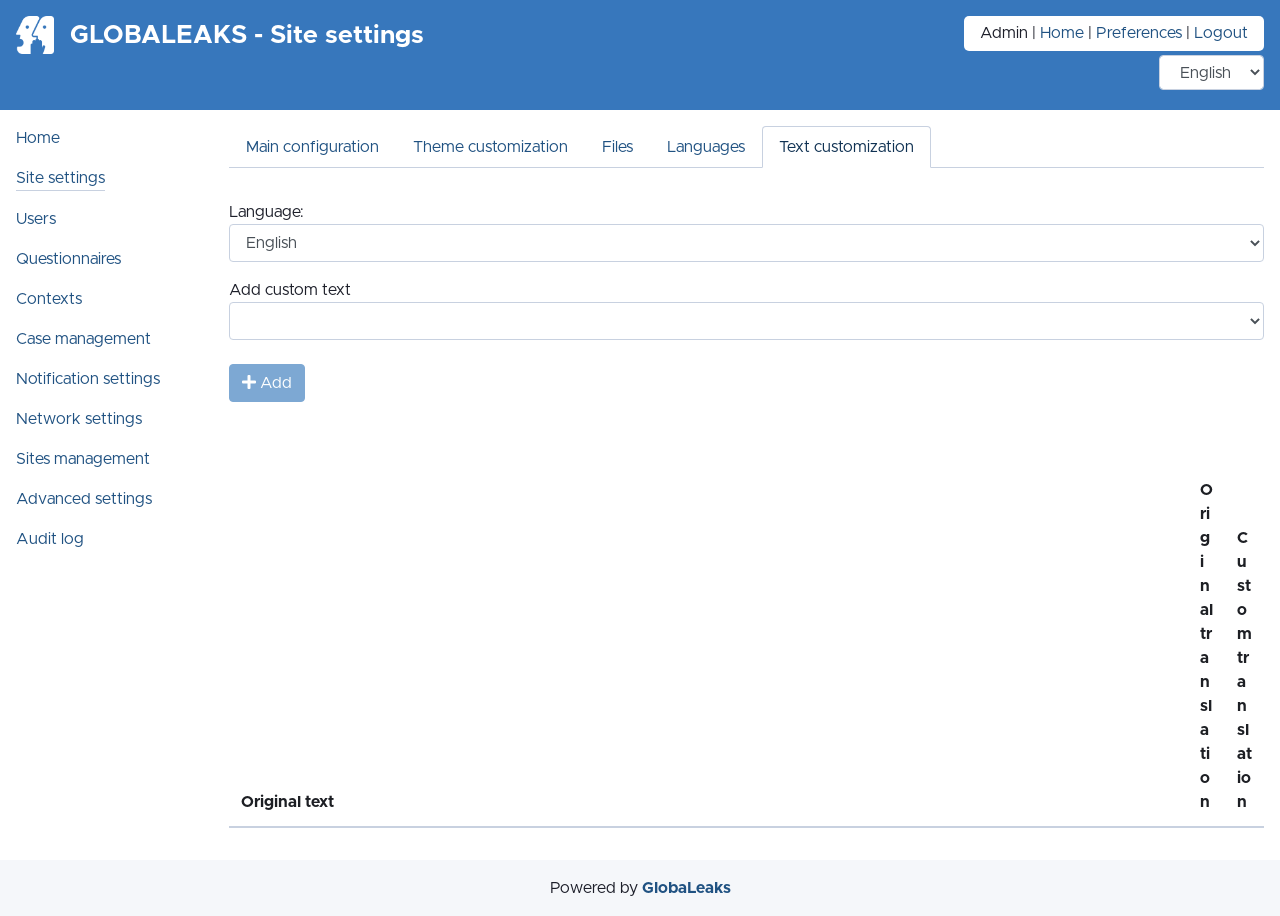 GLOBALEAKS - Site settings
Admin | Home | Preferences | Logout
English
Home
Site settings
Users
Questionnaires
Contexts
Case management
Notification settings
Network settings
Sites management
Advanced settings
Audit log
Main configuration
Theme customization
Files
Languages
Text customization
Language:
English
Add custom text
Add
Original text
Original translation
Custom translation
Powered by GlobaLeaks